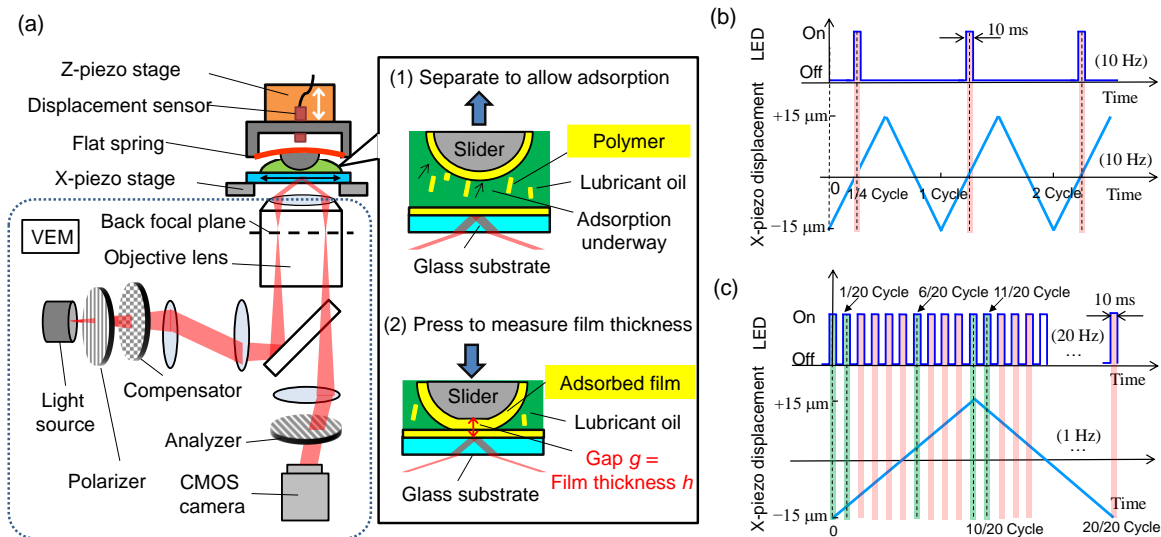 (a)
Z-piezo stage
Displacement sensor
Flat spring
X-piezo stage
VEM
Back focal plane
Objective lens
Compensator
Light
source
Polarizer
Analyzer
CMOS
camera
(1) Separate to allow adsorption
Slider
Polymer
Lubricant oil
Adsorption
underway
Glass substrate
(2) Press to measure film thickness
Slider
Adsorbed film
Lubricant oil
Gap g =
Film thickness h
Glass substrate
(b)
LED
On
Off
10 ms
(10 Hz)
Time
X-piezo displacement
+15 μm
(10 Hz)
0
1/4 Cycle
1 Cycle
2 Cycle
Time
−15 μm
(c)
LED
On
Off
1/20 Cycle
6/20 Cycle
11/20 Cycle
10 ms
(20 Hz)
...
Time
X-piezo displacement
+15 μm
(1 Hz)
...
Time
−15 μm
0
10/20 Cycle
20/20 Cycle